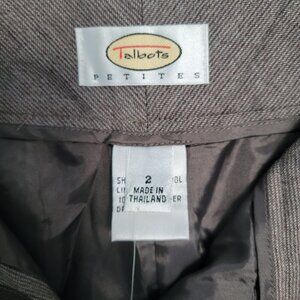 Talbots
PETITES
2
MADE IN
THAILAND